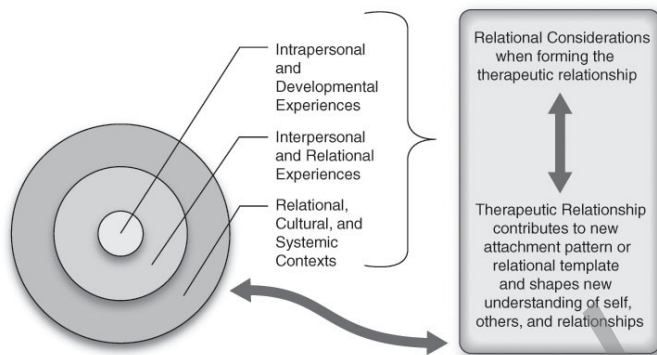 Intrapersonal
and
Developmental
Experiences
Interpersonal
and Relational
Experiences
Relational,
Cultural, and
Systemic
Contexts
Relational Considerations
when forming the
therapeutic relationship
Therapeutic Relationship
contributes to new
attachment pattern or
relational template
and shapes new
understanding of self,
others, and relationships